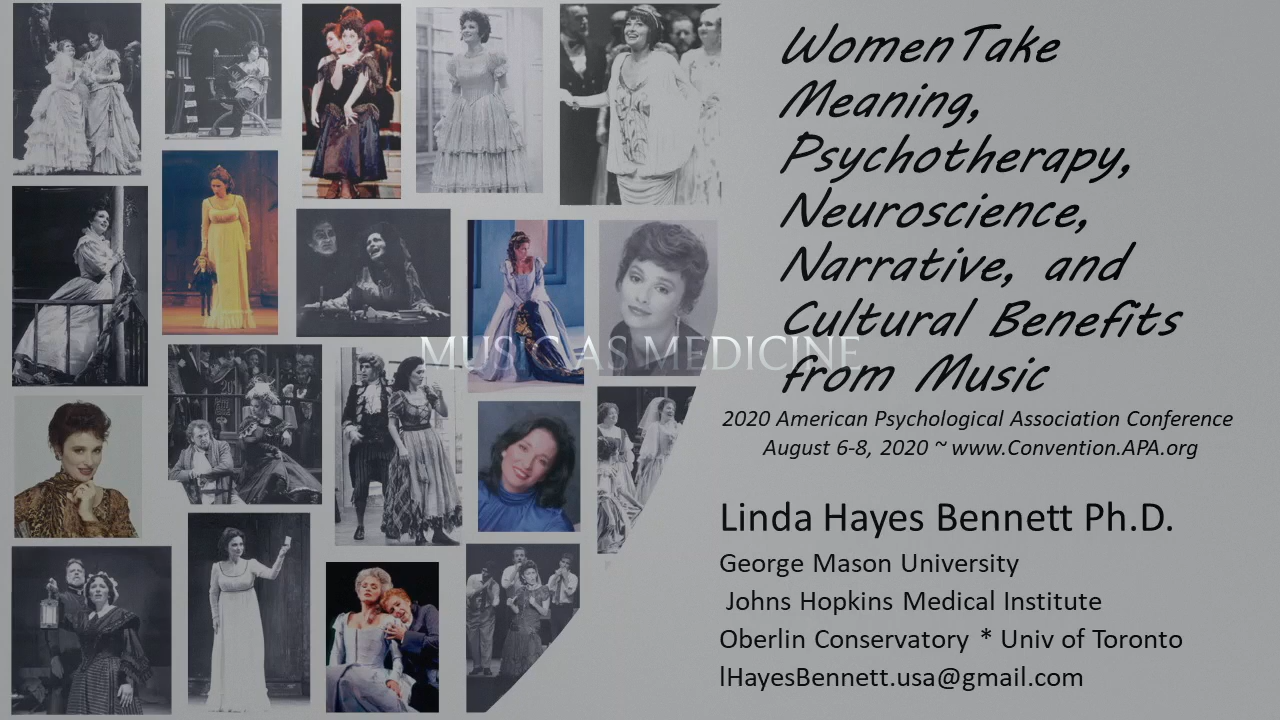 Women Take
Meaning,
Psychotherapy,
Neuroscience,
Narrative, and
Cultural Benefits
from Music
MUSIC AS MEDICINE
2020 American Psychological Association Conference
August 6-8, 2020 ~ www.Convention.APA.org
Linda Hayes Bennett Ph.D.
George Mason University
Johns Hopkins Medical Institute
Oberlin Conservatory * Univ of Toronto
lHayesBennett.usa@gmail.com